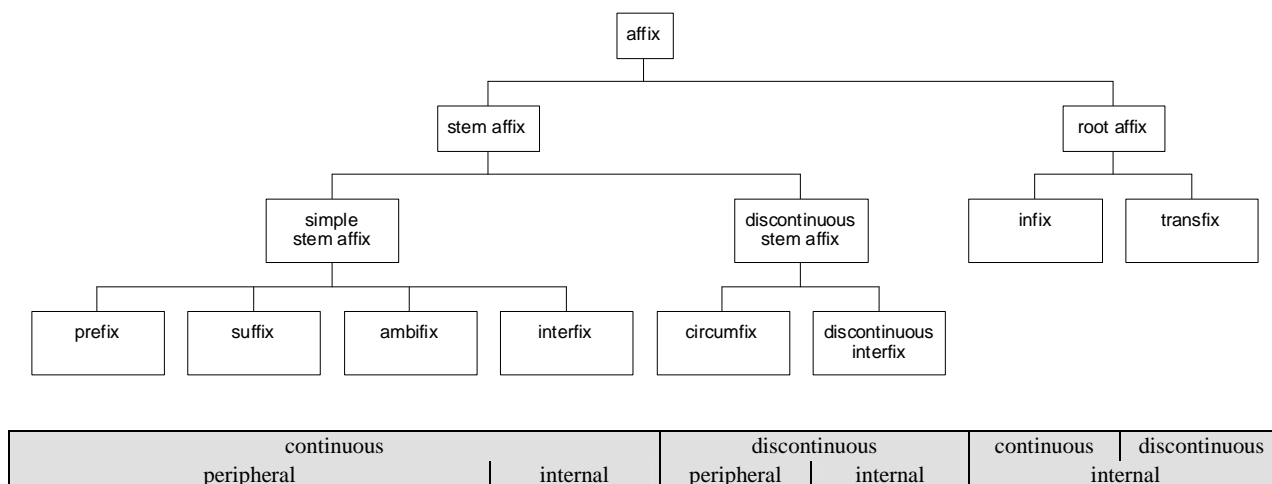 affix
stem affix
root affix
simple
stem affix
discontinuous
stem affix
infix
transfix
prefix
suffix
ambifix
interfix
circumfix
discontinuous
interfix
continuous discontinuous continuous discontinuous
peripheral internal peripheral internal internal